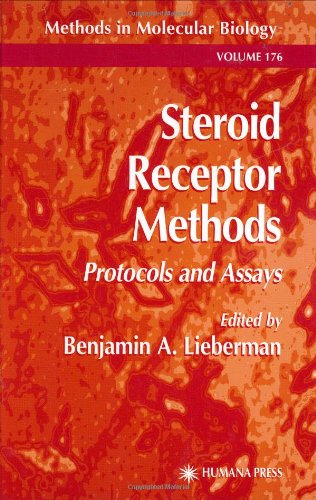 Methods in Molecular Biology
VOLUME 176
Steroid
Receptor
Methods
Protocols and Assays
Edited by
Benjamin A. Lieberman
HUMANA PRESS